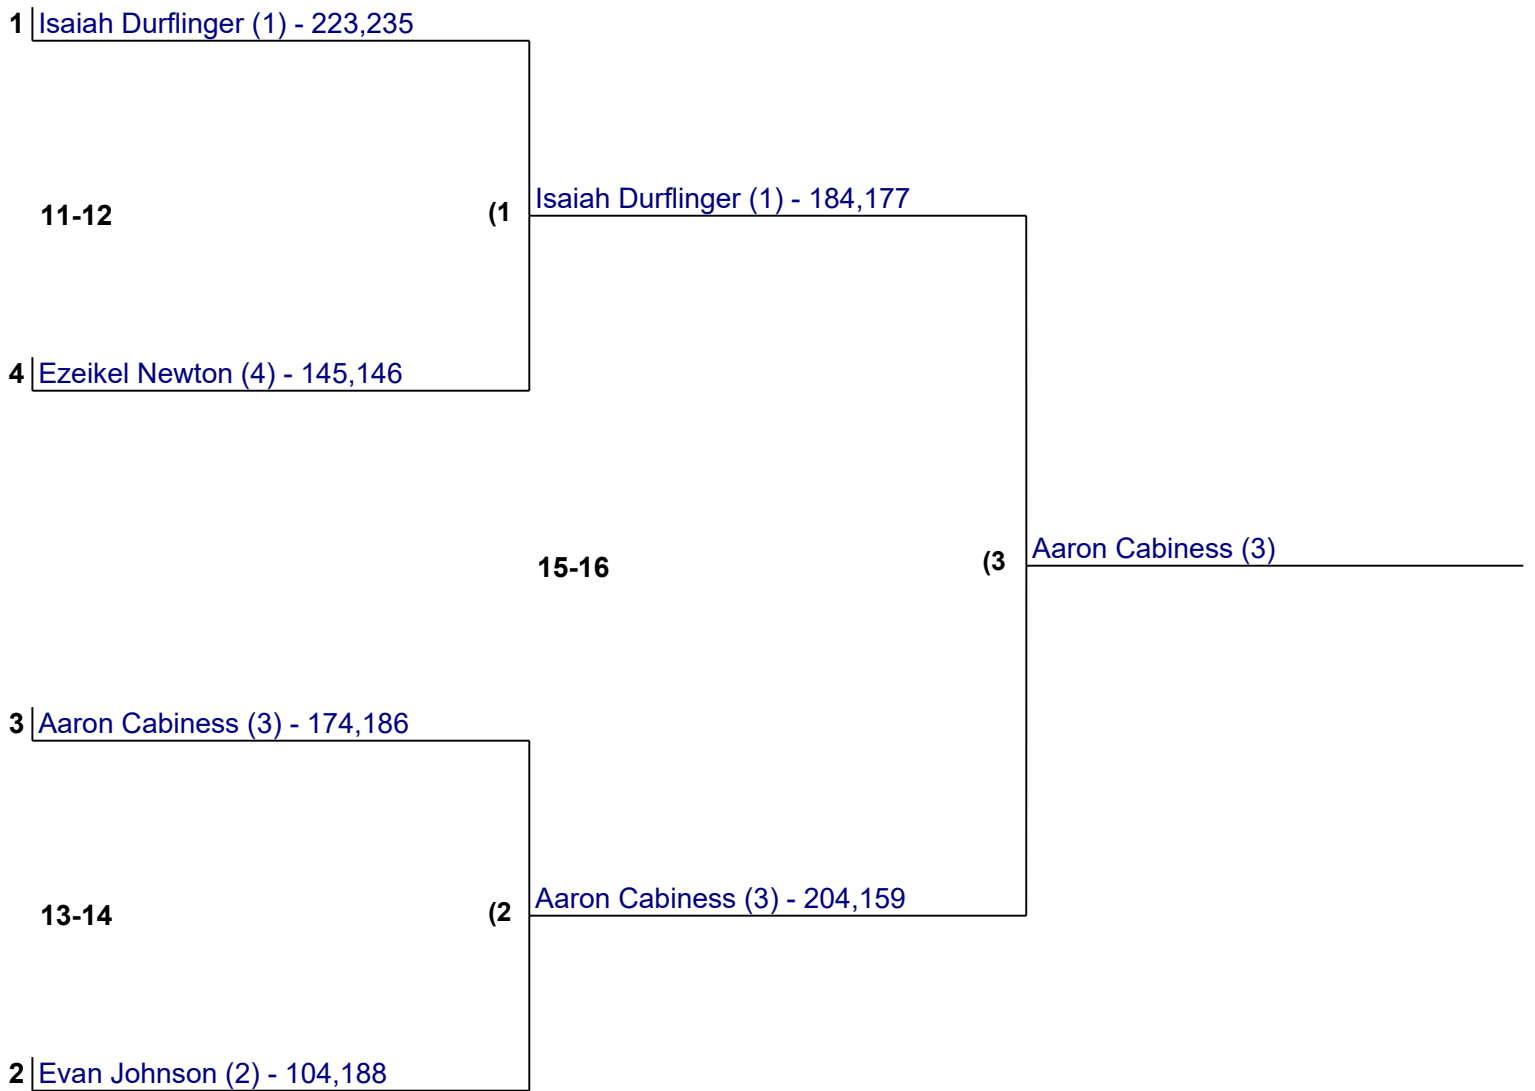 1 Isaiah Durflinger (1) - 223,235
Isaiah Durflinger (1) - 184,177
11-12 (1
4 Ezeikel Newton (4) - 145,146
Aaron Cabiness (3)
15-16 (3
3 Aaron Cabiness (3) - 174,186
Aaron Cabiness (3) - 204,159
13-14 (2
2 Evan Johnson (2) - 104,188